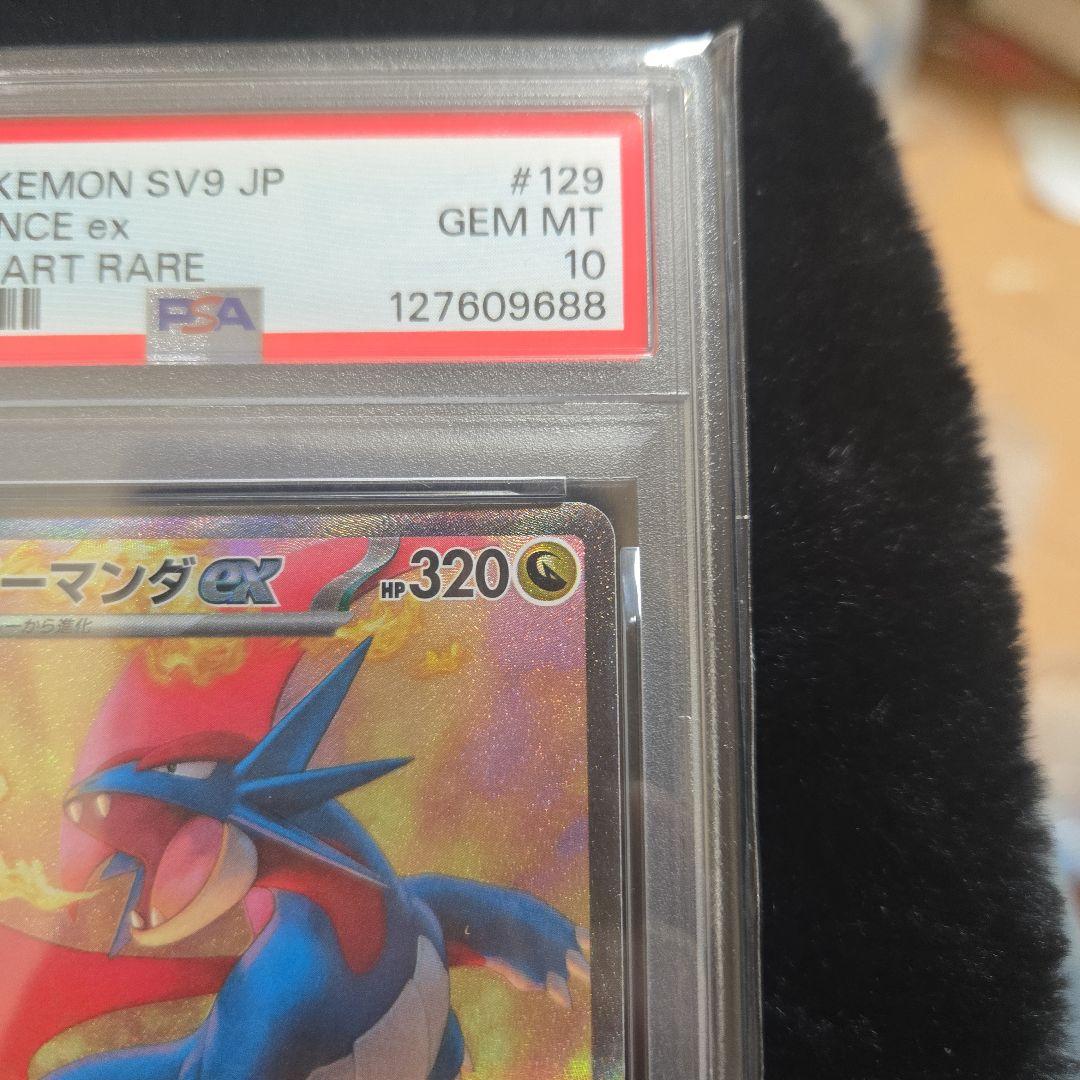 KEMON SV9 JP
#129
NCE ex
GEM MT
ART RARE
10
PSA
127609688
ーマンダex
HP320
ーから進化